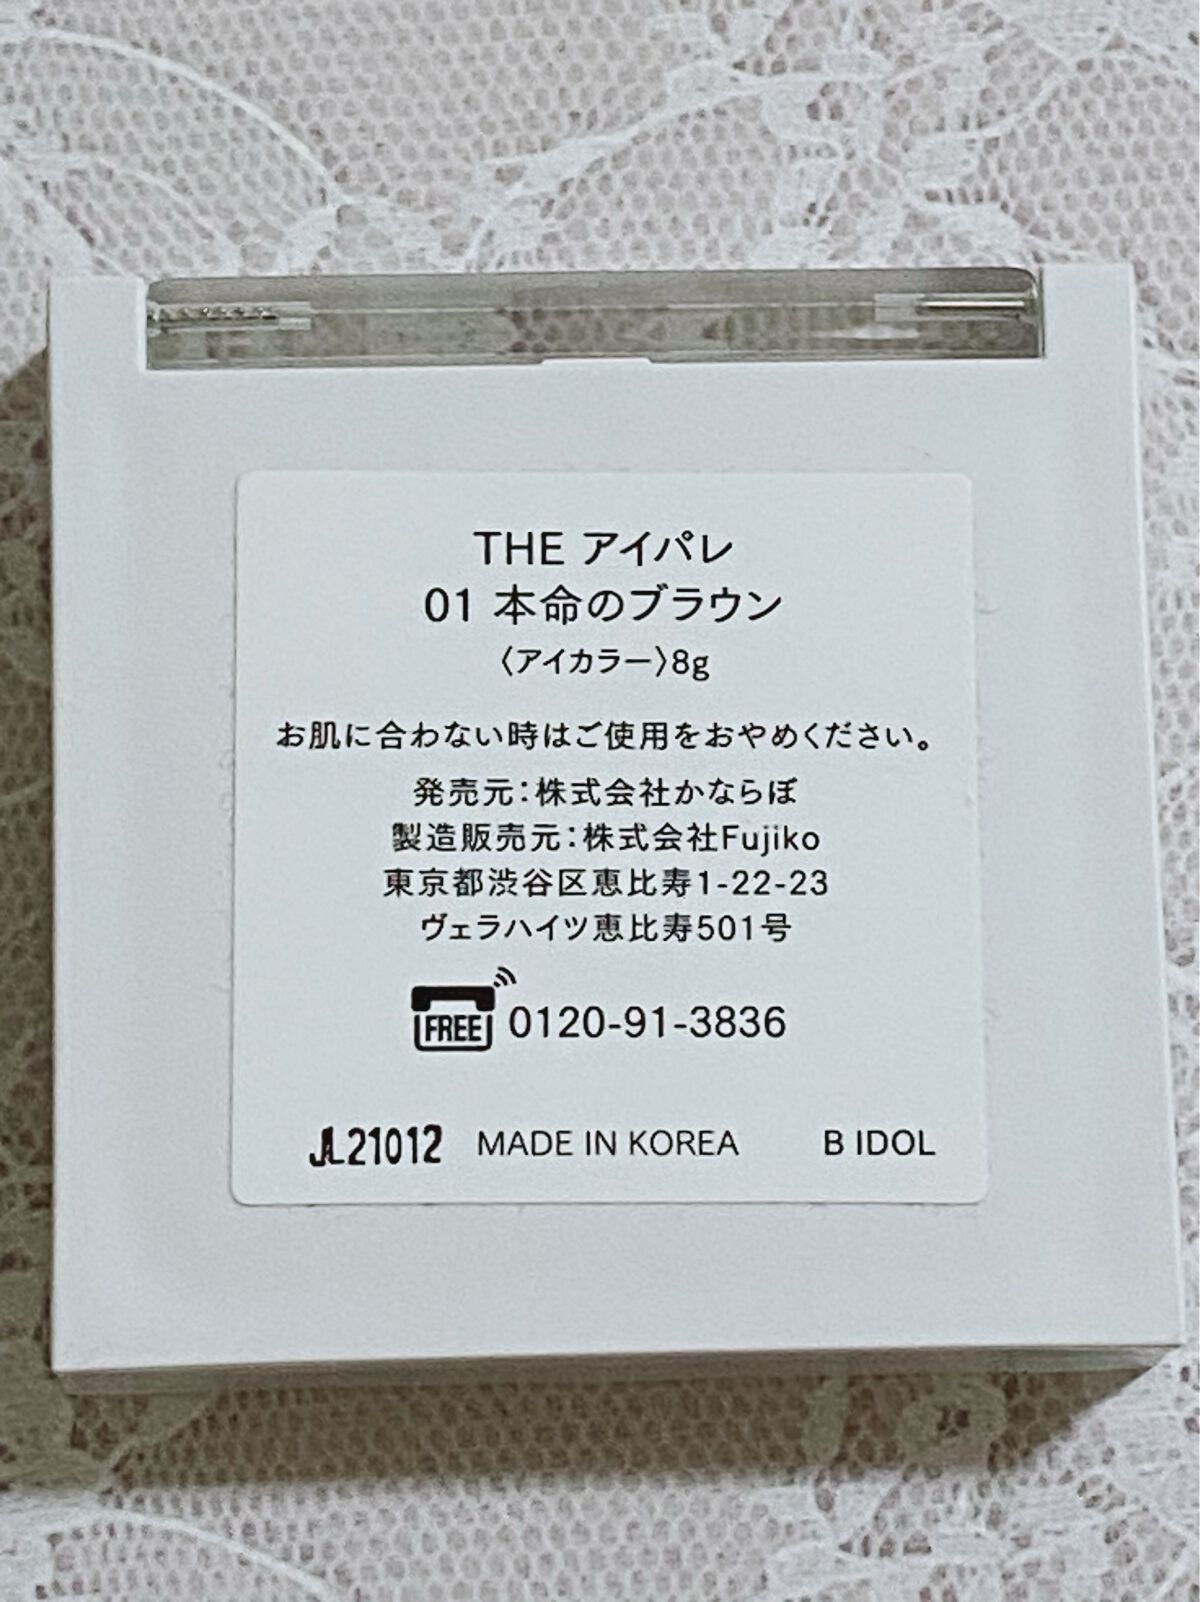 THE アイパレ
01 本命のブラウン
〈アイカラー〉8g
お肌に合わない時はご使用をおやめください。
発売元：株式会社かならぼ
製造販売元：株式会社Fujiko
東京都渋谷区恵比寿1-22-23
ヴェラハイツ恵比寿501号
FREE 0120-91-3836
JL21012 MADE IN KOREA B IDOL